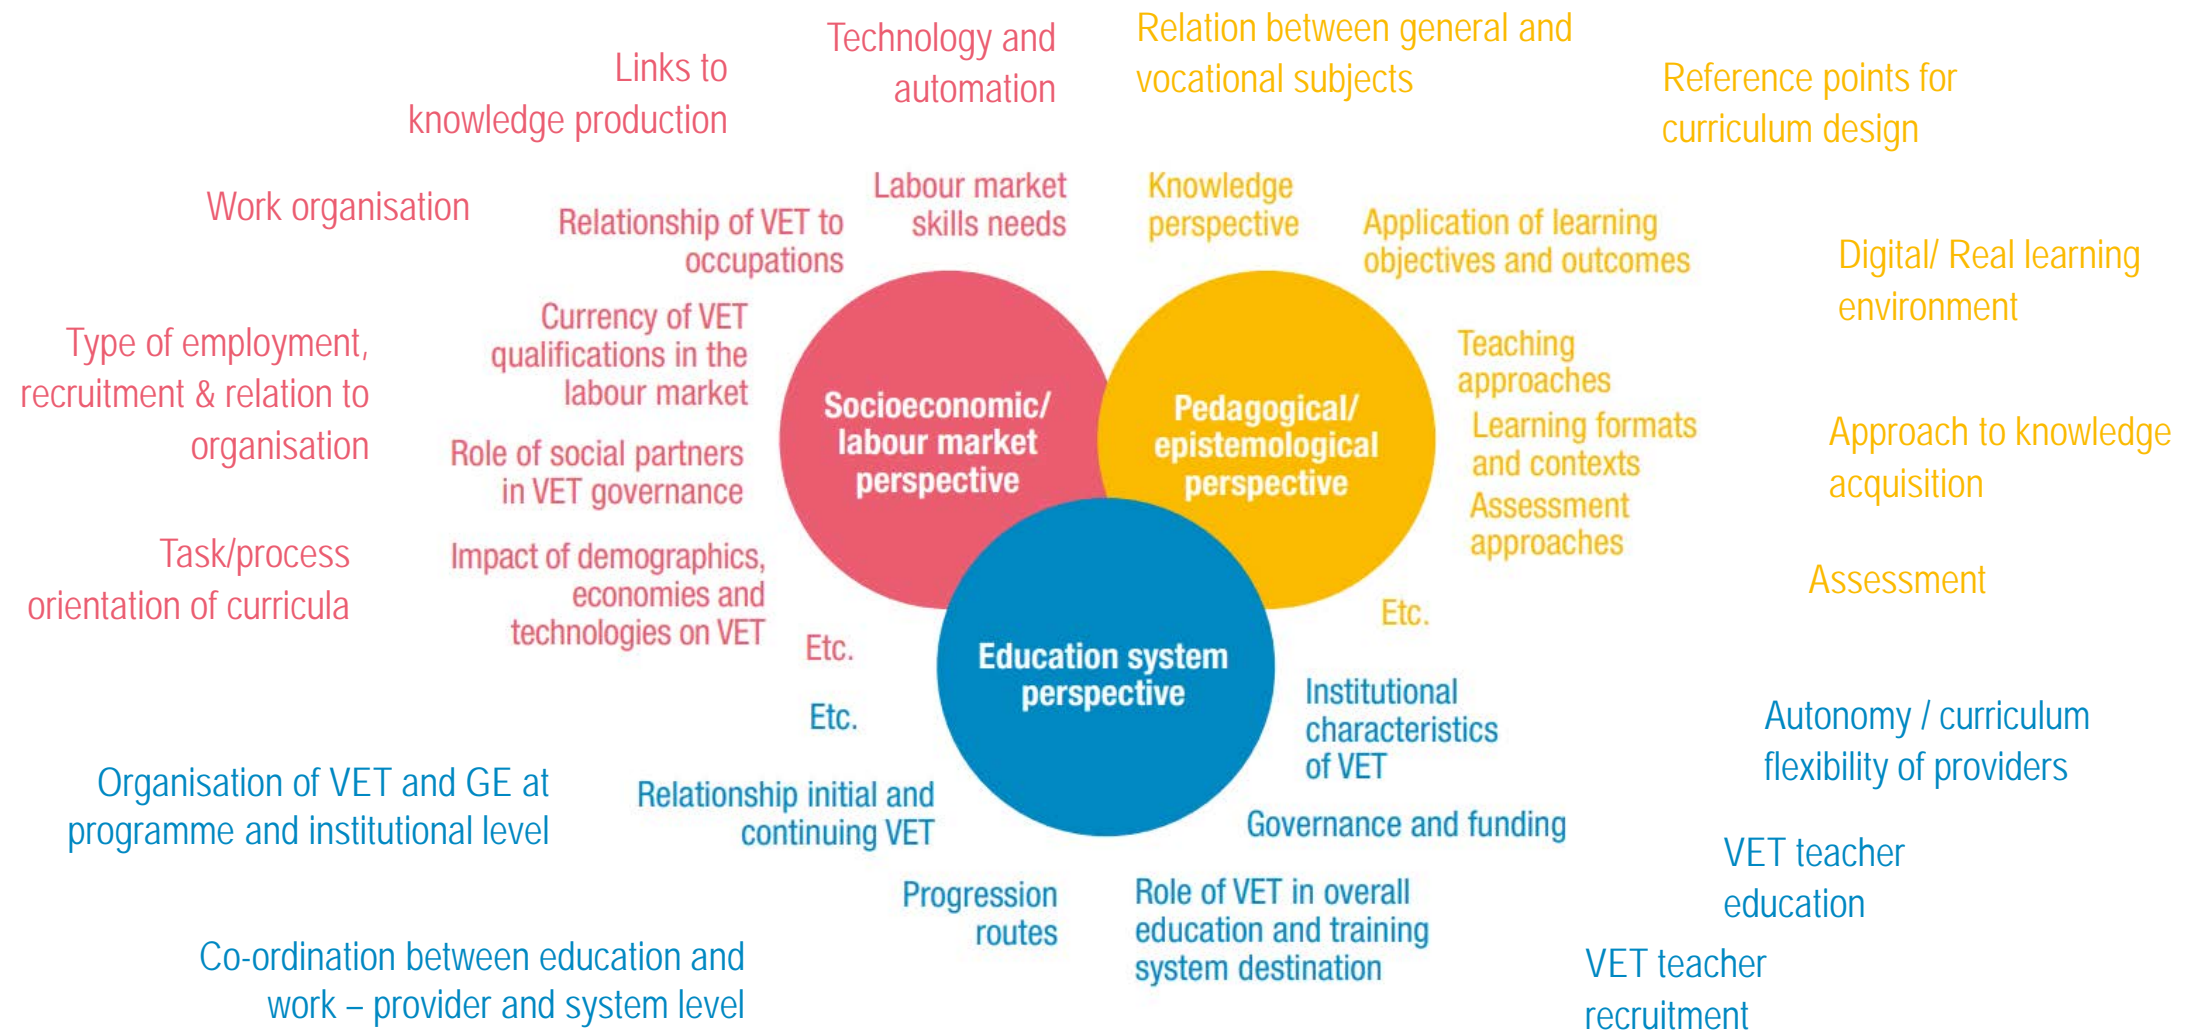 Technology and
automation
Relation between general and
vocational subjects
Links to
knowledge production
Reference points for
curriculum design
Work organisation
Relationship of VET to
occupations
Labour market
skills needs
Knowledge
perspective
Application of learning
objectives and outcomes
Digital/ Real learning
environment
Type of employment,
recruitment & relation to
organisation
Currency of VET
qualifications in the
labour market
Teaching
approaches
Socioeconomic/
labour market
perspective
Pedagogical/
epistemological
perspective
Learning formats
and contexts
Approach to knowledge
acquisition
Role of social partners
in VET governance
Assessment
approaches
Task/process
orientation of curricula
Impact of demographics,
economies and
technologies on VET
Assessment
Etc.
Etc.
Education system
perspective
Etc.
Institutional
characteristics
of VET
Autonomy / curriculum
flexibility of providers
Organisation of VET and GE at
programme and institutional level
Relationship initial and
continuing VET
Governance and funding
VET teacher
education
Progression
routes
Role of VET in overall
education and training
system destination
Co-ordination between education and
work – provider and system level
VET teacher
recruitment